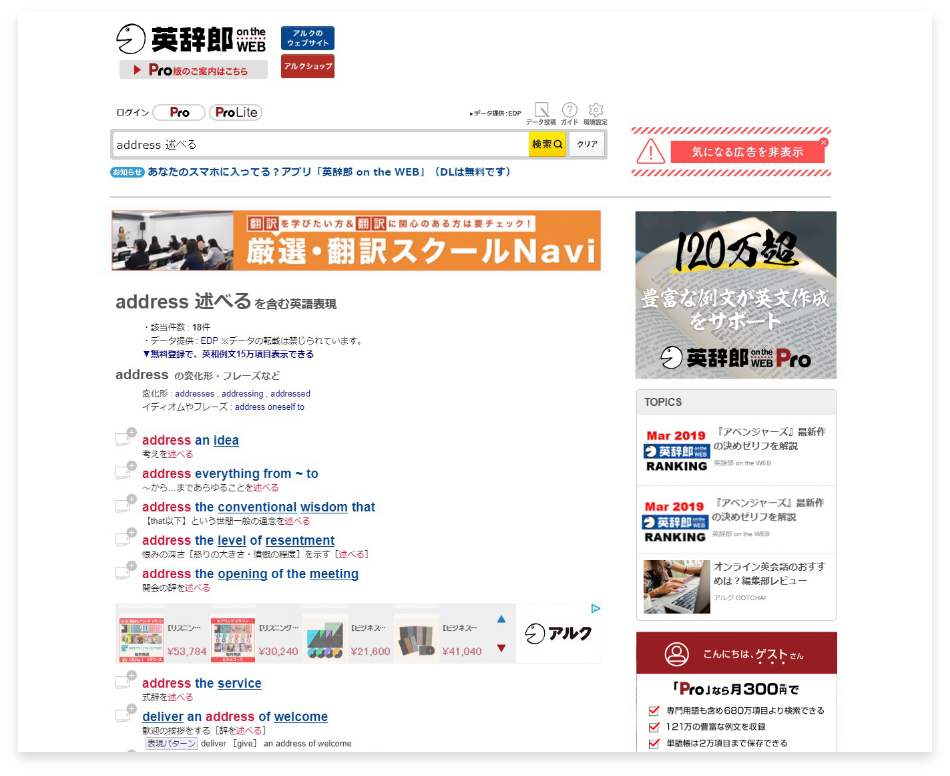 英辞郎 on the WEB
アルクの
ウェブサイト
Pro版のご案内はこちら
アルクショップ
ログイン Pro ProLite
データ提供:EDP
データ投稿 ガイド 環境設定
address 述べる
検索
クリア
気になる広告を非表示
お知らせ あなたのスマホに入ってる?アプリ「英辞郎 on the WEB」(DLは無料です)
翻訳を学びたい方&翻訳に関心のある方は要チェック!
厳選・翻訳スクールNavi
address 述べる を含む英語表現
・該当件数 : 18件
・データ提供 : EDP ※データの転載は禁じられています。
▼無料登録で、英和例文15万項目表示できる
address の変化形・フレーズなど
変化形 : addresses , addressing , addressed
イディオムやフレーズ : address oneself to
address an idea
考えを述べる
address everything from ~ to
~から…まであらゆることを述べる
address the conventional wisdom that
【that以下】という世間一般の通念を述べる
address the level of resentment
恨みの深さ[怒りの大きさ・憤慨の程度]を示す[述べる]
address the opening of the meeting
開会の辞を述べる
[リスニン…
¥53,784
[リスニング…
¥30,240
[ビジネス…
¥21,600
[ビジネス…
¥41,040
アルク
address the service
式辞を述べる
deliver an address of welcome
歓迎の挨拶をする[辞を述べる]
表現パターン deliver [give] an address of welcome
120万超
豊富な例文が英文作成
をサポート
英辞郎 on the WEB Pro
TOPICS
Mar 2019
英辞郎 on the WEB
RANKING
『アベンジャーズ』最新作
の決めゼリフを解説
英辞郎 on the WEB
Mar 2019
英辞郎 on the WEB
RANKING
『アベンジャーズ』最新作
の決めゼリフを解説
英辞郎 on the WEB
オンライン英会話のおすす
めは?編集部レビュー
アルク GOTCHA!
こんにちは、ゲストさん
「Pro」なら月300円で
専門用語も含め680万項目より検索できる
121万の豊富な例文を収録
単語帳は2万項目まで保存できる